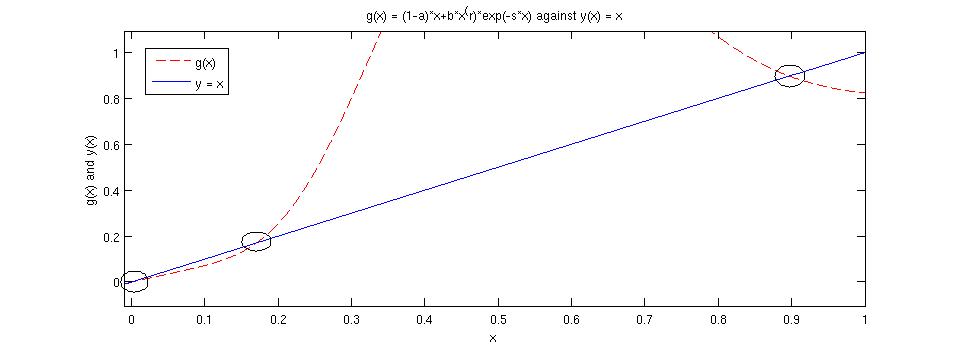 g(x) = (1-a)*x+b*x^(r)*exp(-s*x) against y(x) = x
g(x)
y = x
g(x) and y(x)
1
0.8
0.6
0.4
0.2
0
0 0.1 0.2 0.3 0.4 0.5 0.6 0.7 0.8 0.9 1
x